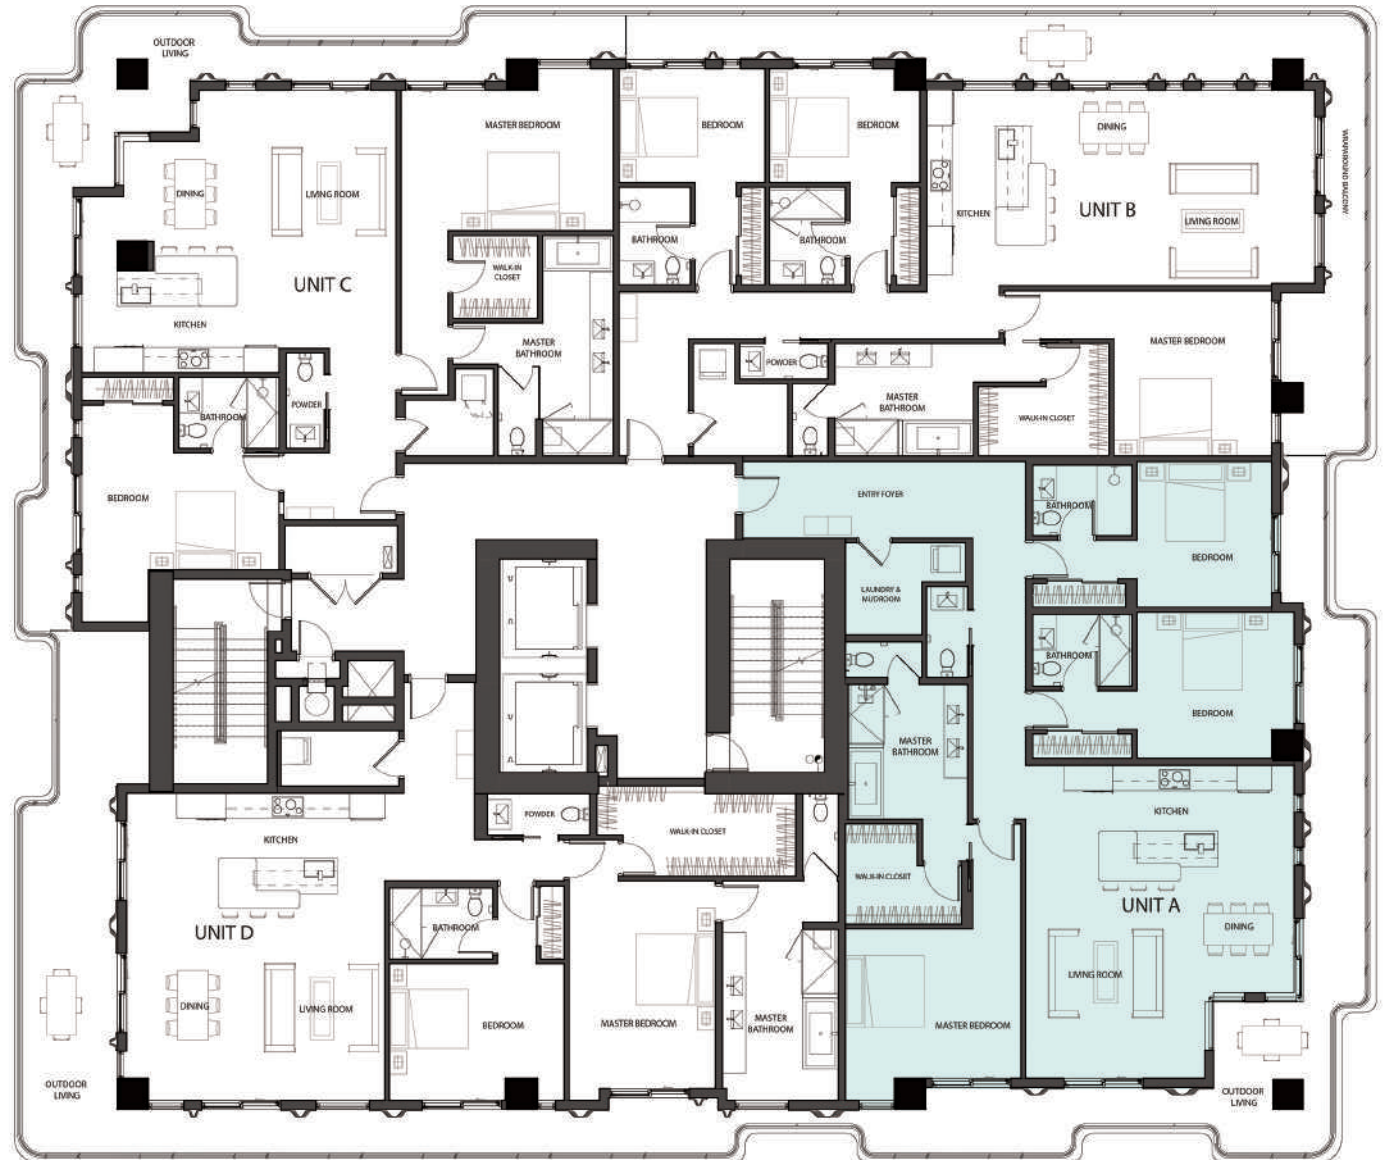 OUTDOOR
LIVING
MASTER BEDROOM
BEDROOM
BEDROOM
DINING
WRAPAROUND BALCONY
DINING
LIVING ROOM
KITCHEN
UNIT B
LIVING ROOM
BATHROOM
BATHROOM
WALK-IN
CLOSET
UNIT C
KITCHEN
MASTER
BATHROOM
MASTER BEDROOM
POWDER
POWDER
BATHROOM
MASTER
BATHROOM
WALK-IN CLOSET
BEDROOM
ENTRY FOYER
BATHROOM
BEDROOM
LAUNDRY &
MUDROOM
BATHROOM
BEDROOM
MASTER
BATHROOM
KITCHEN
POWDER
WALK-IN CLOSET
KITCHEN
WALK-IN CLOSET
UNIT A
UNIT D
BATHROOM
DINING
LIVING ROOM
DINING
LIVING ROOM
BEDROOM
MASTER BEDROOM
MASTER
BATHROOM
MASTER BEDROOM
OUTDOOR
LIVING
OUTDOOR
LIVING